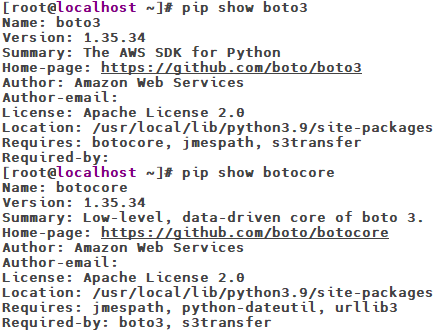 [root@localhost ~]# pip show boto3
Name: boto3
Version: 1.35.34
Summary: The AWS SDK for Python
Home-page: https://github.com/boto/boto3
Author: Amazon Web Services
Author-email:
License: Apache License 2.0
Location: /usr/local/lib/python3.9/site-packages
Requires: botocore, jmespath, s3transfer
Required-by:
[root@localhost ~]# pip show botocore
Name: botocore
Version: 1.35.34
Summary: Low-level, data-driven core of boto 3.
Home-page: https://github.com/boto/botocore
Author: Amazon Web Services
Author-email:
License: Apache License 2.0
Location: /usr/local/lib/python3.9/site-packages
Requires: jmespath, python-dateutil, urllib3
Required-by: boto3, s3transfer